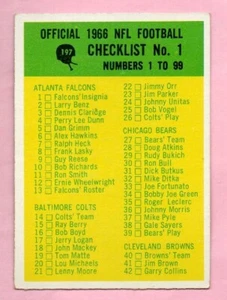 OFFICIAL 1966 NFL FOOTBALL
197
CHECKLIST No. 1
NUMBERS 1 TO 99
ATLANTA FALCONS
1 Falcons' Insignia
2 Larry Benz
3 Dennis Claridge
4 Perry Lee Dunn
5 Dan Grimm
6 Alex Hawkins
7 Ralph Heck
8 Frank Lasky
9 Guy Reese
10 Bob Richards
11 Ron Smith
12 Ernie Wheelwright
13 Falcons' Roster
BALTIMORE COLTS
14 Colts' Team
15 Ray Berry
16 Bob Boyd
17 Jerry Logan
18 John Mackey
19 Tom Matte
20 Lou Michaels
21 Lenny Moore
22 Jimmy Orr
23 Jim Parker
24 Johnny Unitas
25 Bob Vogel
26 Colts' Play
CHICAGO BEARS
27 Bears' Team
28 Doug Atkins
29 Rudy Bukich
30 Ron Bull
31 Dick Butkus
32 Mike Ditka
33 Joe Fortunato
34 Bobby Joe Green
35 Roger Leclerc
36 Johnny Morris
37 Mike Pyle
38 Gale Sayers
39 Bears' Play
CLEVELAND BROWNS
40 Browns' Team
41 Jim Brown
42 Gary Collins